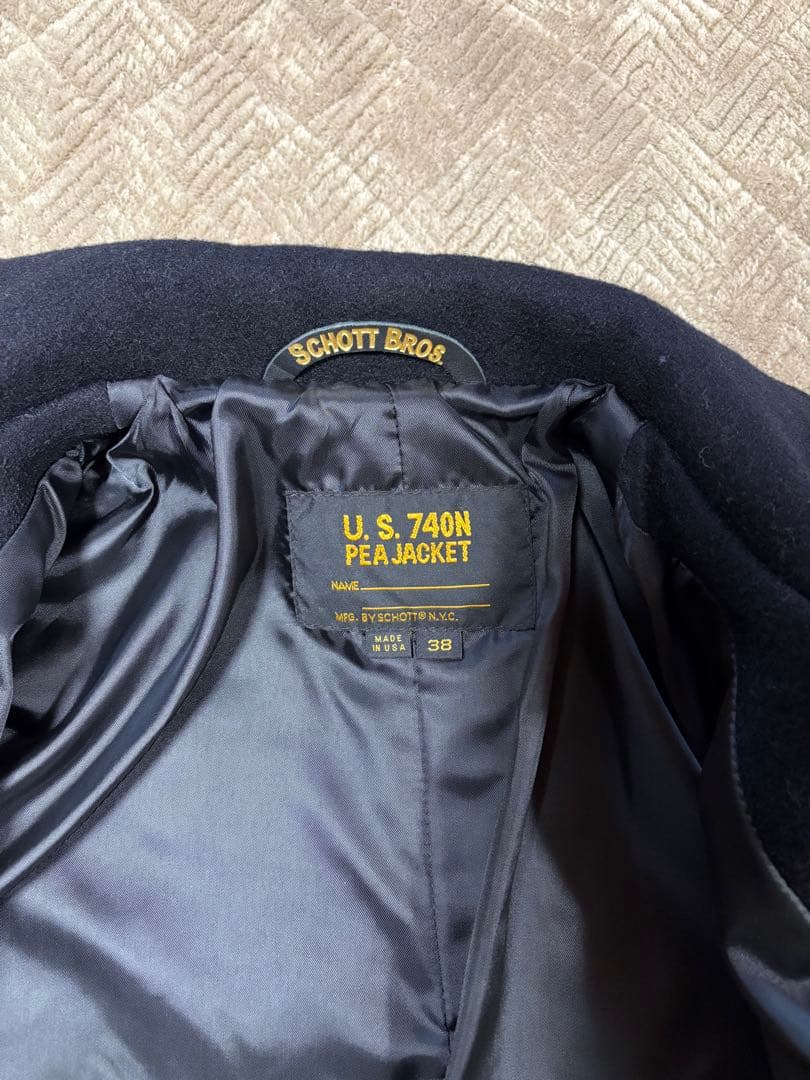 SCHOTT BROS.
U. S. 740N
PEA JACKET
NAME
MFG. BY SCHOTT® N.Y.C.
MADE
IN USA
38